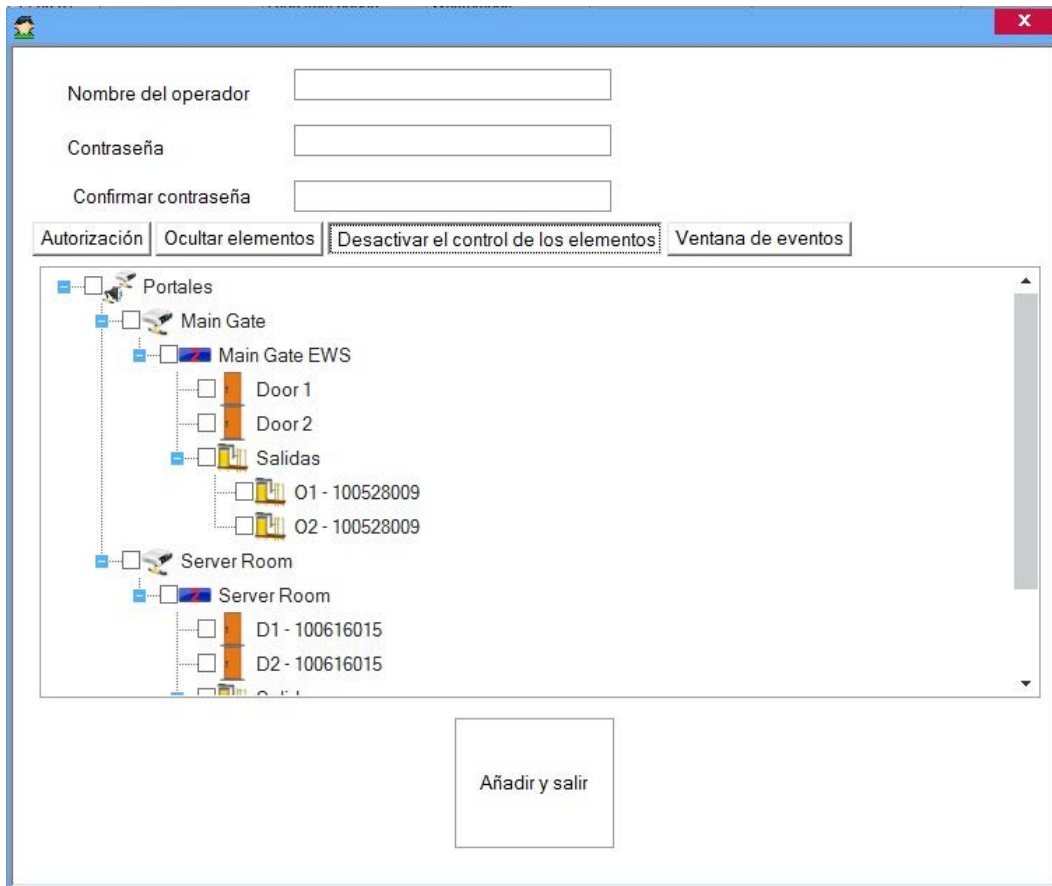 x
Nombre del operador
Contraseña
Confirmar contraseña
Autorización Ocultar elementos Desactivar el control de los elementos Ventana de eventos
Portales
Main Gate
Main Gate EWS
Door 1
Door 2
Salidas
O1 - 100528009
O2 - 100528009
Server Room
Server Room
D1 - 100616015
D2 - 100616015
Añadir y salir